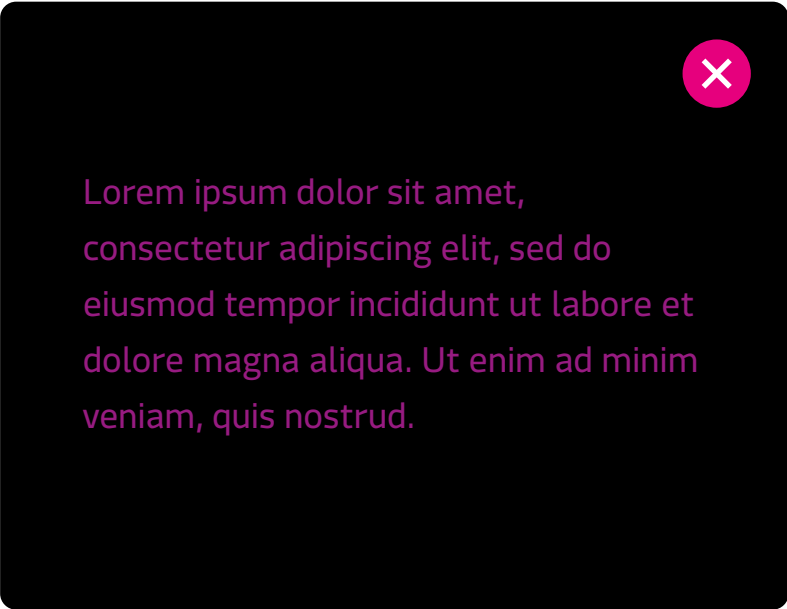 Lorem ipsum dolor sit amet,
consectetur adipiscing elit, sed do
eiusmod tempor incididunt ut labore et
dolore magna aliqua. Ut enim ad minim
veniam, quis nostrud.